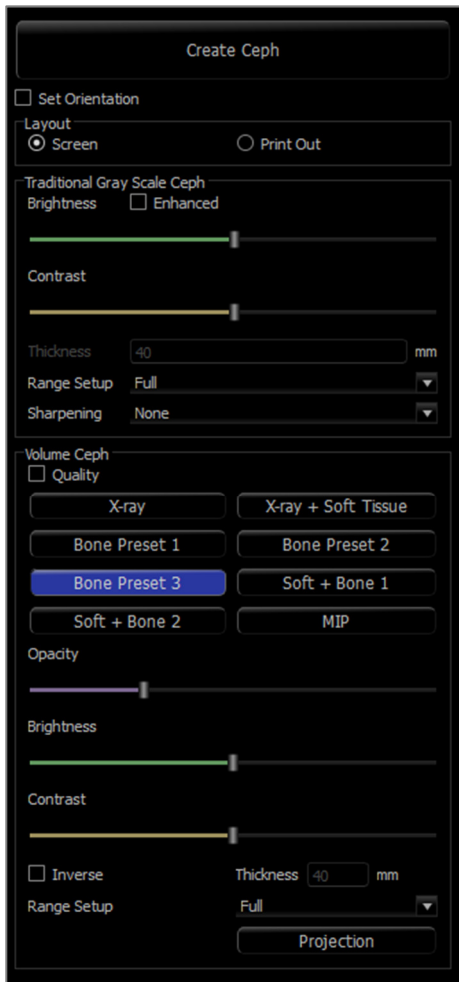 Create Ceph
Set Orientation
Layout
Screen Print Out
Traditional Gray Scale Ceph
Brightness Enhanced
Contrast
Thickness 40 mm
Range Setup Full
Sharpening None
Volume Ceph
Quality
X-ray X-ray + Soft Tissue
Bone Preset 1 Bone Preset 2
Bone Preset 3 Soft + Bone 1
Soft + Bone 2 MIP
Opacity
Brightness
Contrast
Inverse Thickness 40 mm
Range Setup Full
Projection